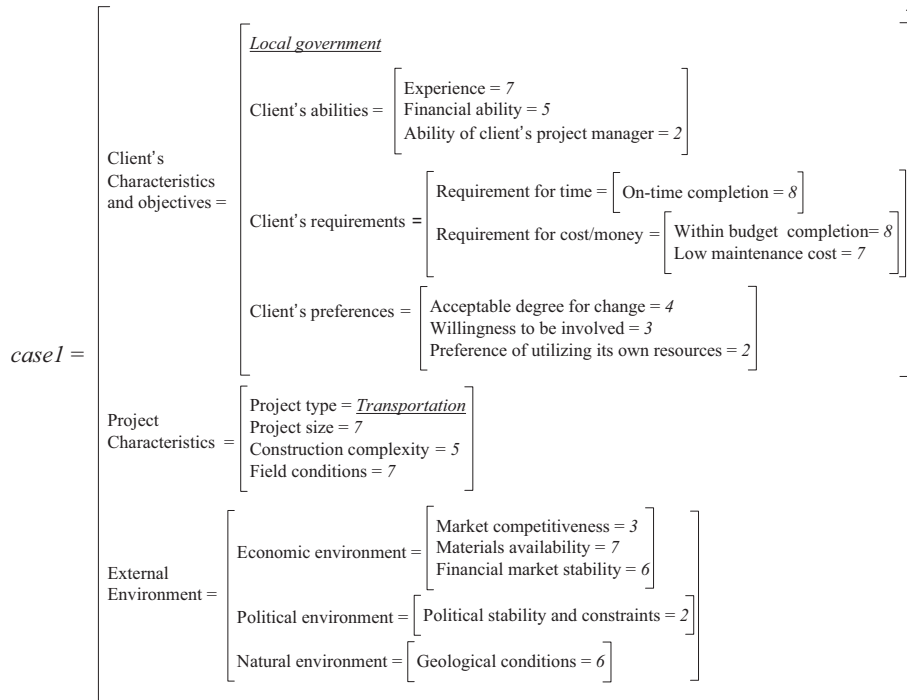 Local government
Client's abilities =
Experience = 7
Financial ability = 5
Ability of client's project manager = 2
Client's
Characteristics
and objectives =
Client's requirements =
Requirement for time = On-time completion = 8
Requirement for cost/money = Within budget completion= 8
Low maintenance cost = 7
Client's preferences =
Acceptable degree for change = 4
Willingness to be involved = 3
Preference of utilizing its own resources = 2
case1 =
Project
Characteristics =
Project type = Transportation
Project size = 7
Construction complexity = 5
Field conditions = 7
External
Environment =
Economic environment =
Market competitiveness = 3
Materials availability = 7
Financial market stability = 6
Political environment = Political stability and constraints = 2
Natural environment = Geological conditions = 6